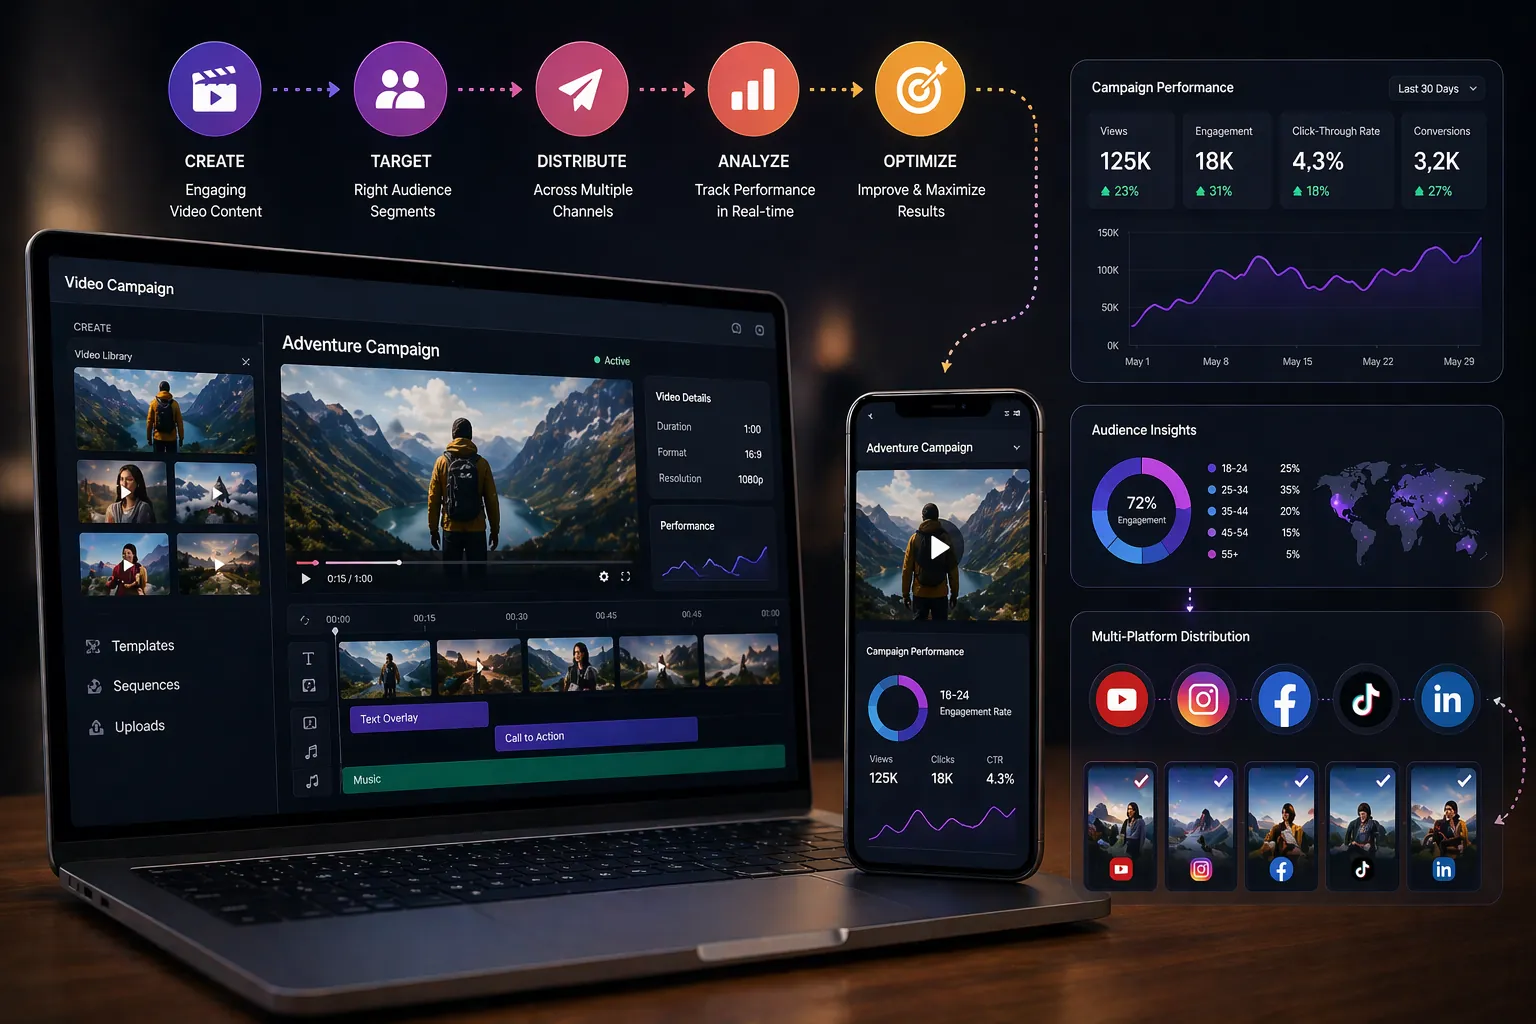 CREATE
Engaging
Video Content
TARGET
Right Audience
Segments
DISTRIBUTE
Across Multiple
Channels
ANALYZE
Track Performance
in Real-time
OPTIMIZE
Improve & Maximize
Results
Video Campaign
CREATE
Video Library
Adventure Campaign
Active
Video Details
Duration 1:00
Format 16:9
Resolution 1080p
Performance
0:15 / 1:00
00:00 00:15 00:30 00:45 00:45 01:00
T
Templates
Sequences
Uploads
Text Overlay
Call to Action
Music
Adventure Campaign
Campaign Performance
18-24
Engagement Rate
Views Clicks CTR
125K 18K 4.3%
Campaign Performance
Last 30 Days
Views Engagement Click-Through Rate Conversions
125K 18K 4,3% 3,2K
23% 31% 18% 27%
150K
100K
50K
0K
May 1 May 8 May 15 May 22 May 29
Audience Insights
72%
Engagement
18-24 25%
25-34 35%
35-44 20%
45-54 15%
55+ 5%
Multi-Platform Distribution
in
in